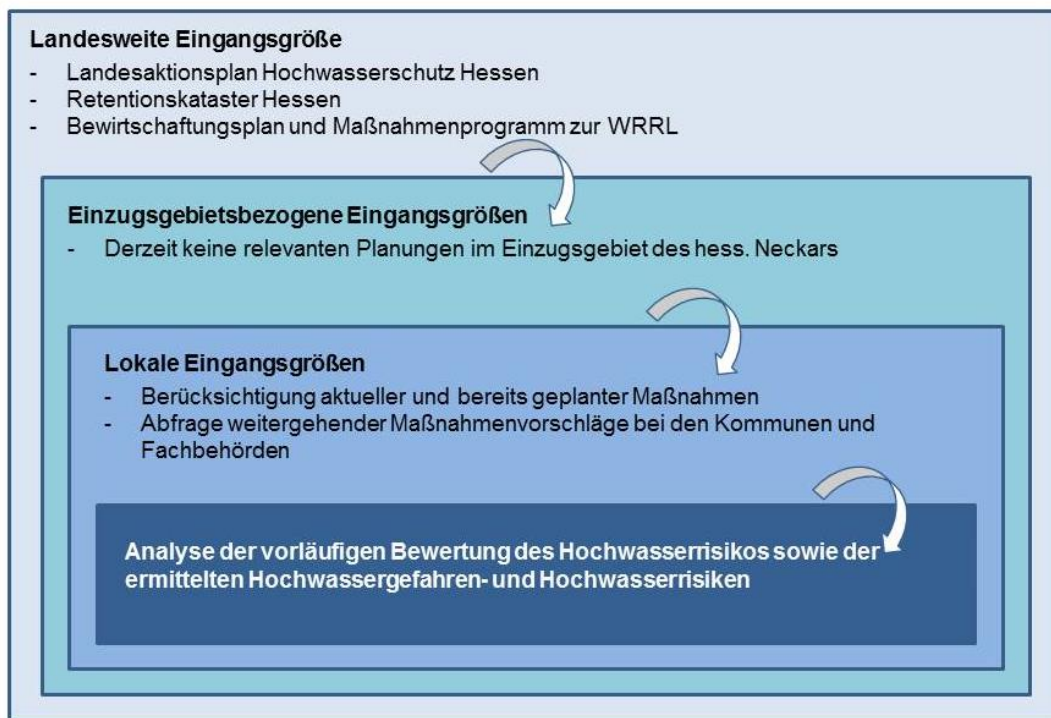 Landesweite Eingangsgröße
- Landesaktionsplan Hochwasserschutz Hessen
- Retentionskataster Hessen
- Bewirtschaftungsplan und Maßnahmenprogramm zur WRRL
Einzugsgebietsbezogene Eingangsgrößen
- Derzeit keine relevanten Planungen im Einzugsgebiet des hess. Neckars
Lokale Eingangsgrößen
- Berücksichtigung aktueller und bereits geplanter Maßnahmen
- Abfrage weitergehender Maßnahmenvorschläge bei den Kommunen und
Fachbehörden
Analyse der vorläufigen Bewertung des Hochwasserrisikos sowie der
ermittelten Hochwassergefahren- und Hochwasserrisiken